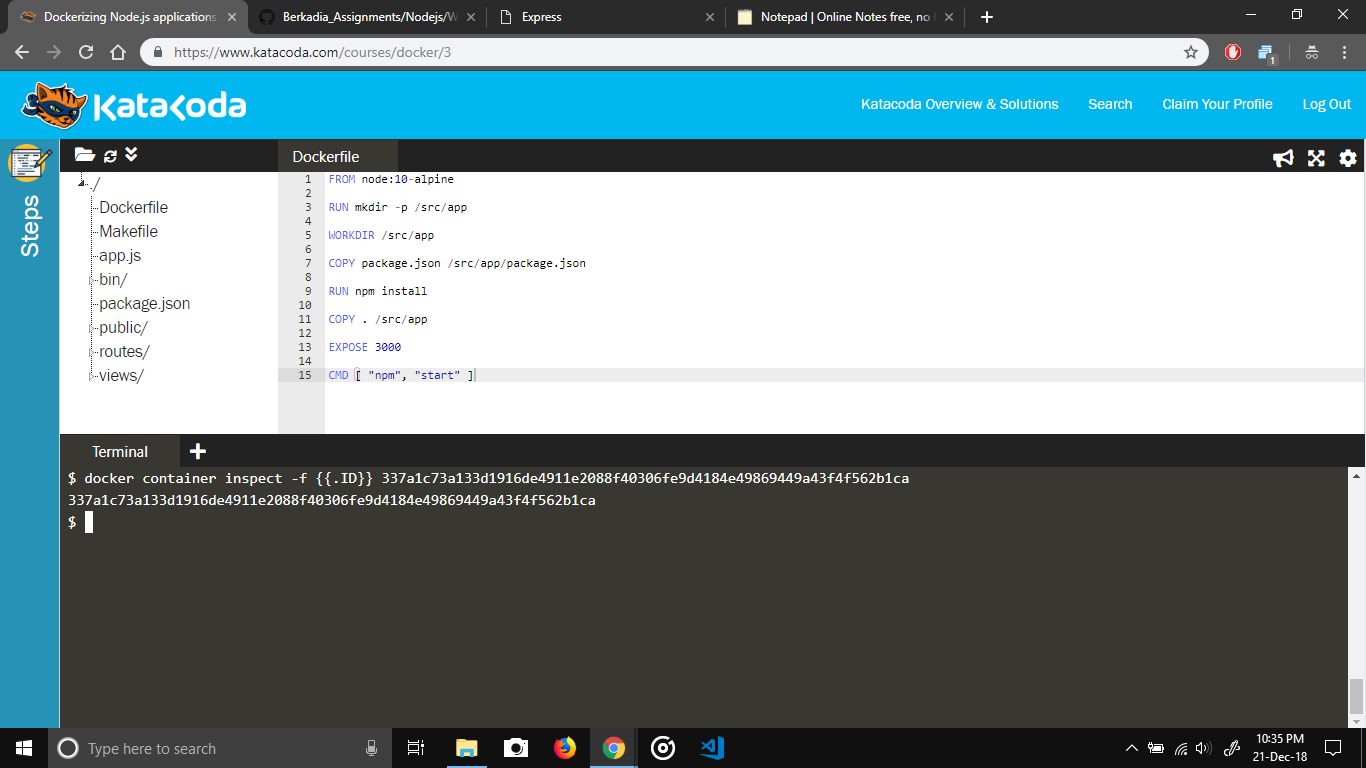 Dockerizing Node.js applications
Berkadia_Assignments/Nodejs/W
Express
Notepad | Online Notes free, no
https://www.katacoda.com/courses/docker/3
1
KataKoda
Katacoda Overview & Solutions
Search
Claim Your Profile
Log Out
Steps
./
Dockerfile
Makefile
app.js
bin/
package.json
public/
routes/
views/
Dockerfile
1 FROM node:10-alpine
2
3 RUN mkdir -p /src/app
4
5 WORKDIR /src/app
6
7 COPY package.json /src/app/package.json
8
9 RUN npm install
10
11 COPY . /src/app
12
13 EXPOSE 3000
14
15 CMD [ "npm", "start" ]
Terminal
$ docker container inspect -f {{.ID}} 337a1c73a133d1916de4911e2088f40306fe9d4184e49869449a43f4f562b1ca
337a1c73a133d1916de4911e2088f40306fe9d4184e49869449a43f4f562b1ca
$
Type here to search
10:35 PM
21-Dec-18